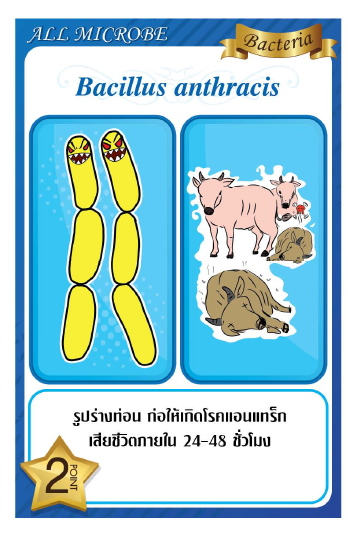 ALL MICROBE
Bacteria
Bacillus anthracis
รูปร่างท่อน ก่อให้เกิดโรคแอนแทร็ก
เสียชีวิตภายใน 24-48 ชั่วโมง
2 POINT